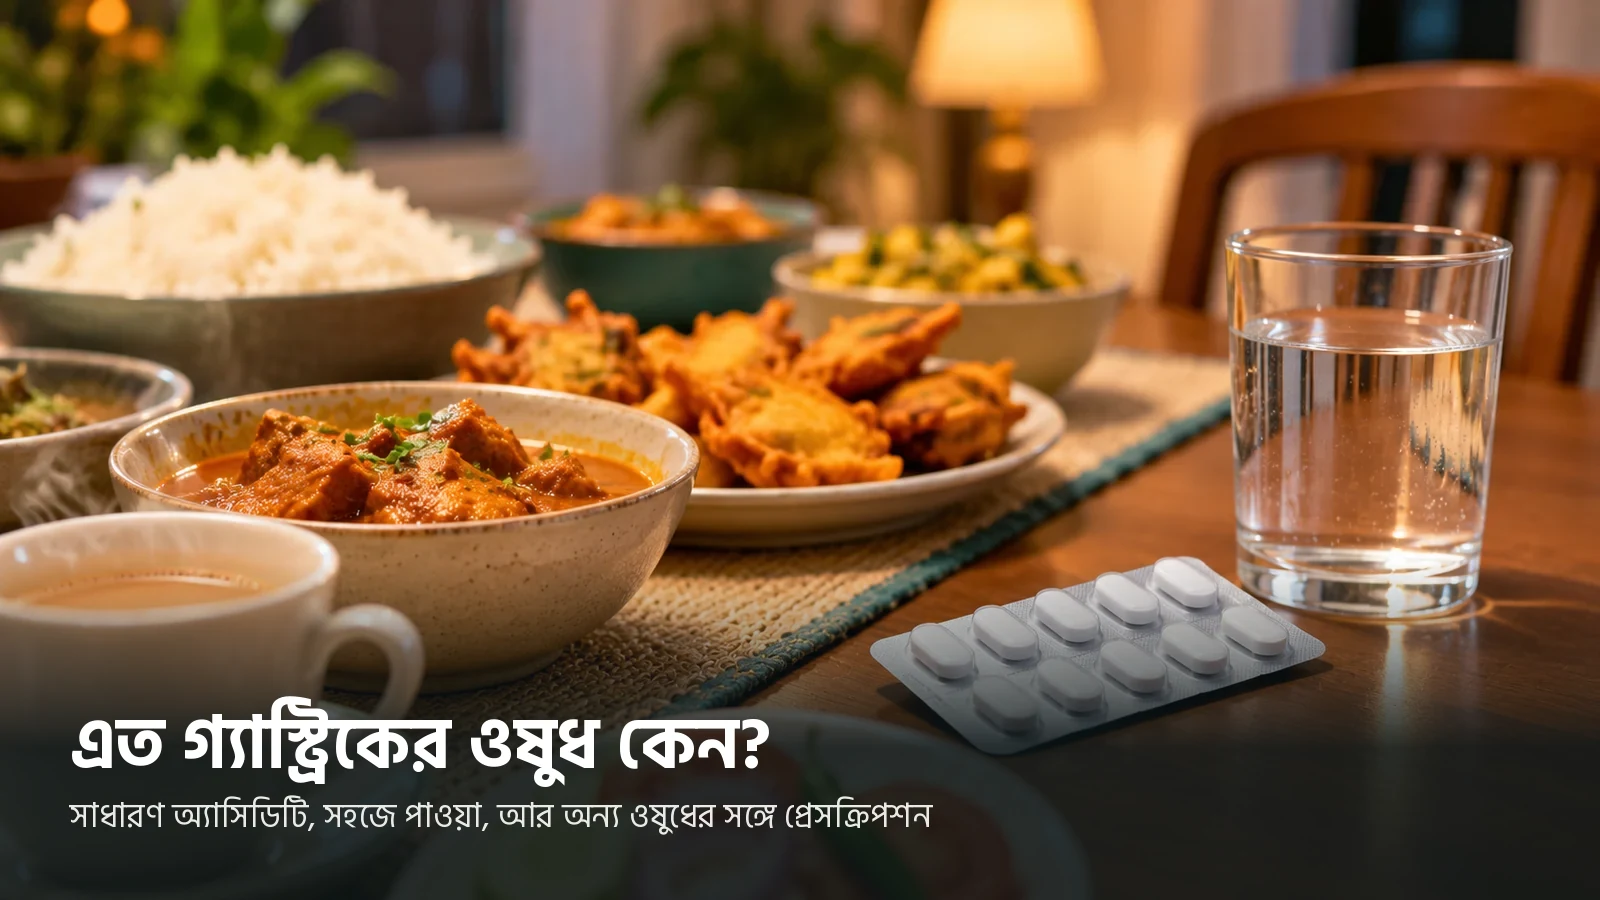 এত গ্যাস্ট্রিকের ওষুধ কেন?
সাধারণ অ্যাসিডিটি, সহজে পাওয়া, আর অন্য ওষুধের সঙ্গে প্রেসক্রিপশন